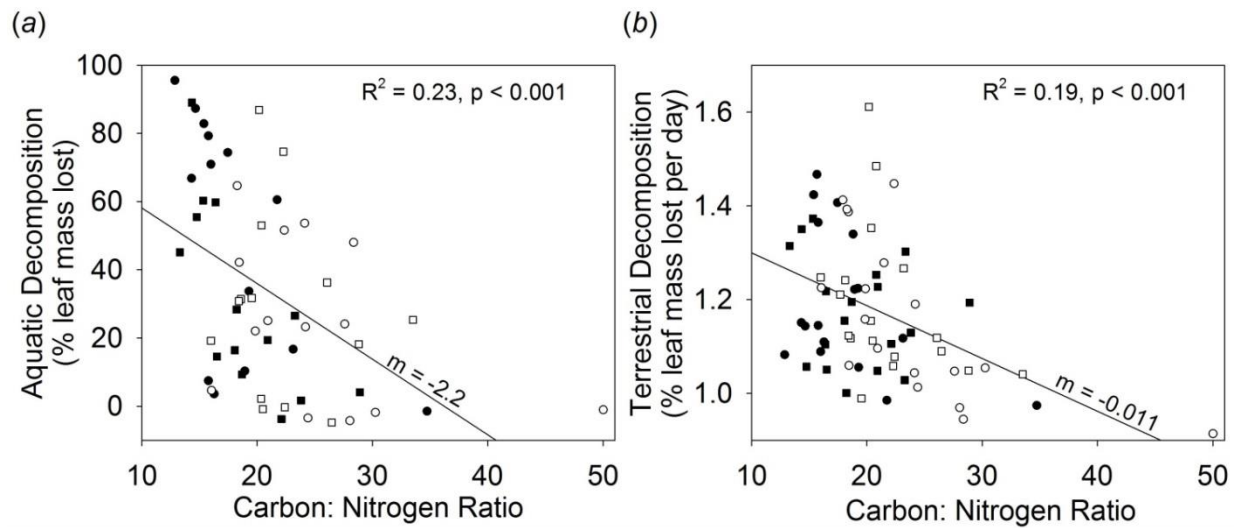 (a)
R² = 0.23, p < 0.001
Aquatic Decomposition
(% leaf mass lost)
100
80
60
40
20
0
m = -2.2
10 20 30 40 50
Carbon: Nitrogen Ratio
(b)
R² = 0.19, p < 0.001
Terrestrial Decomposition
(% leaf mass lost per day)
1.6
1.4
1.2
1.0
m = -0.011
10 20 30 40 50
Carbon: Nitrogen Ratio